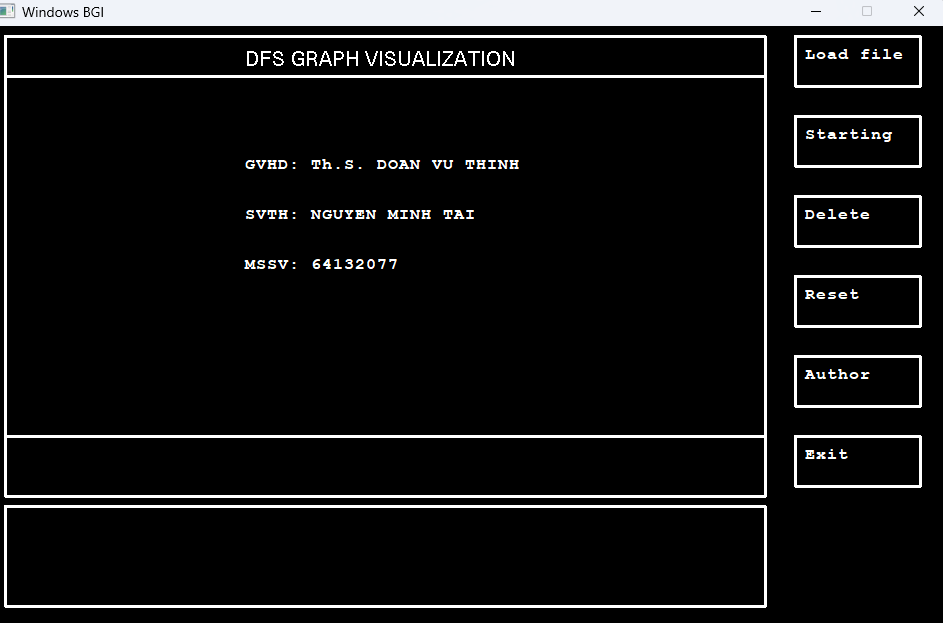 Windows BGI
DFS GRAPH VISUALIZATION
GVHD: Th.S. DOAN VU THINH
SVTH: NGUYEN MINH TAI
MSSV: 64132077
Load file
Starting
Delete
Reset
Author
Exit